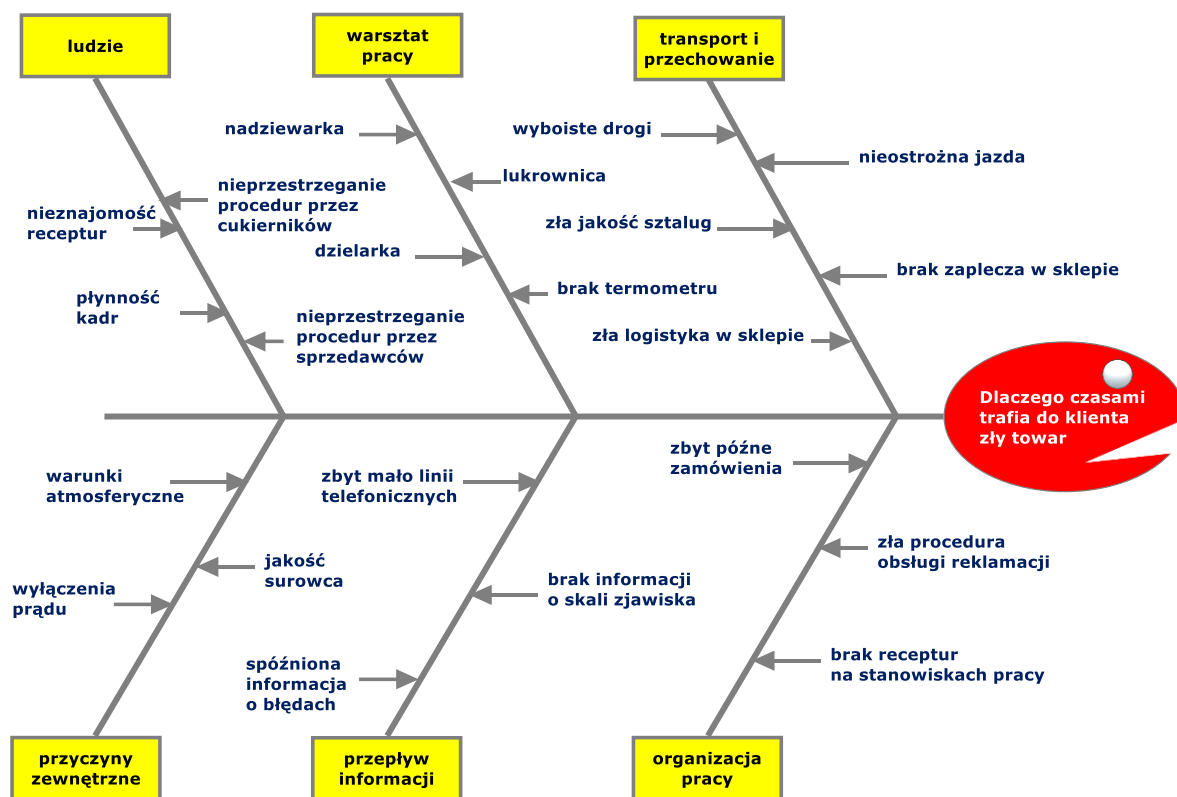 ludzie
warsztat
pracy
transport i
przechowanie
nadziewarka
wyboiste drogi
nieostrożna jazda
lukrownica
nieprzestrzeganie
procedur przez
cukierników
nieznajomość
receptur
zła jakość sztalug
dzielarka
brak zaplecza w sklepie
brak termometru
płynność
kadr
nieprzestrzeganie
procedur przez
sprzedawców
zła logistyka w sklepie
Dlaczego czasami
trafia do klienta
zły towar
warunki
atmosferyczne
zbyt mało linii
telefonicznych
zbyt późne
zamówienia
jakość
surowca
zła procedura
obsługi reklamacji
wyłączenia
prądu
brak informacji
o skali zjawiska
spóźniona
informacja
o błędach
brak receptur
na stanowiskach pracy
przyczyny
zewnętrzne
przepływ
informacji
organizacja
pracy